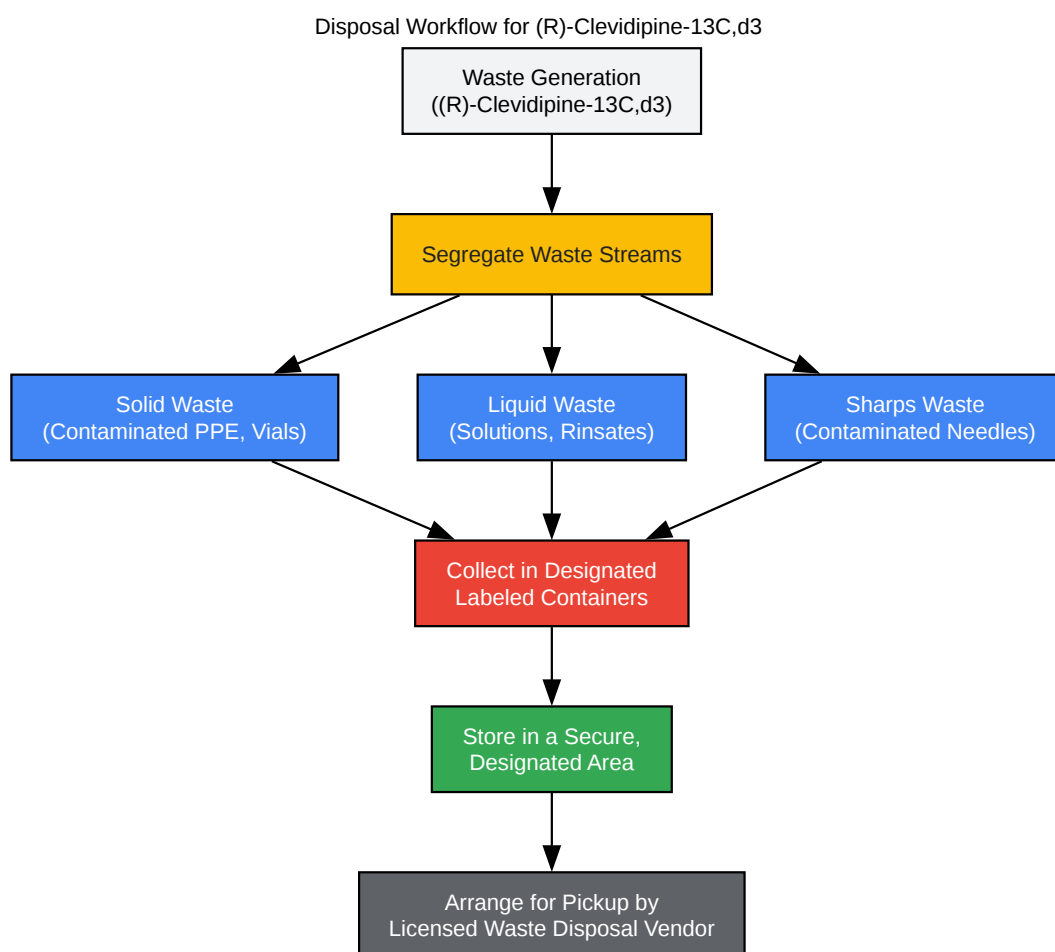 Disposal Workflow for (R)-Clevidipine-13C,d3
Waste Generation
((R)-Clevidipine-13C,d3)
Segregate Waste Streams
Solid Waste
(Contaminated PPE, Vials)
Liquid Waste
(Solutions, Rinsates)
Sharps Waste
(Contaminated Needles)
Collect in Designated
Labeled Containers
Store in a Secure,
Designated Area
Arrange for Pickup by
Licensed Waste Disposal Vendor